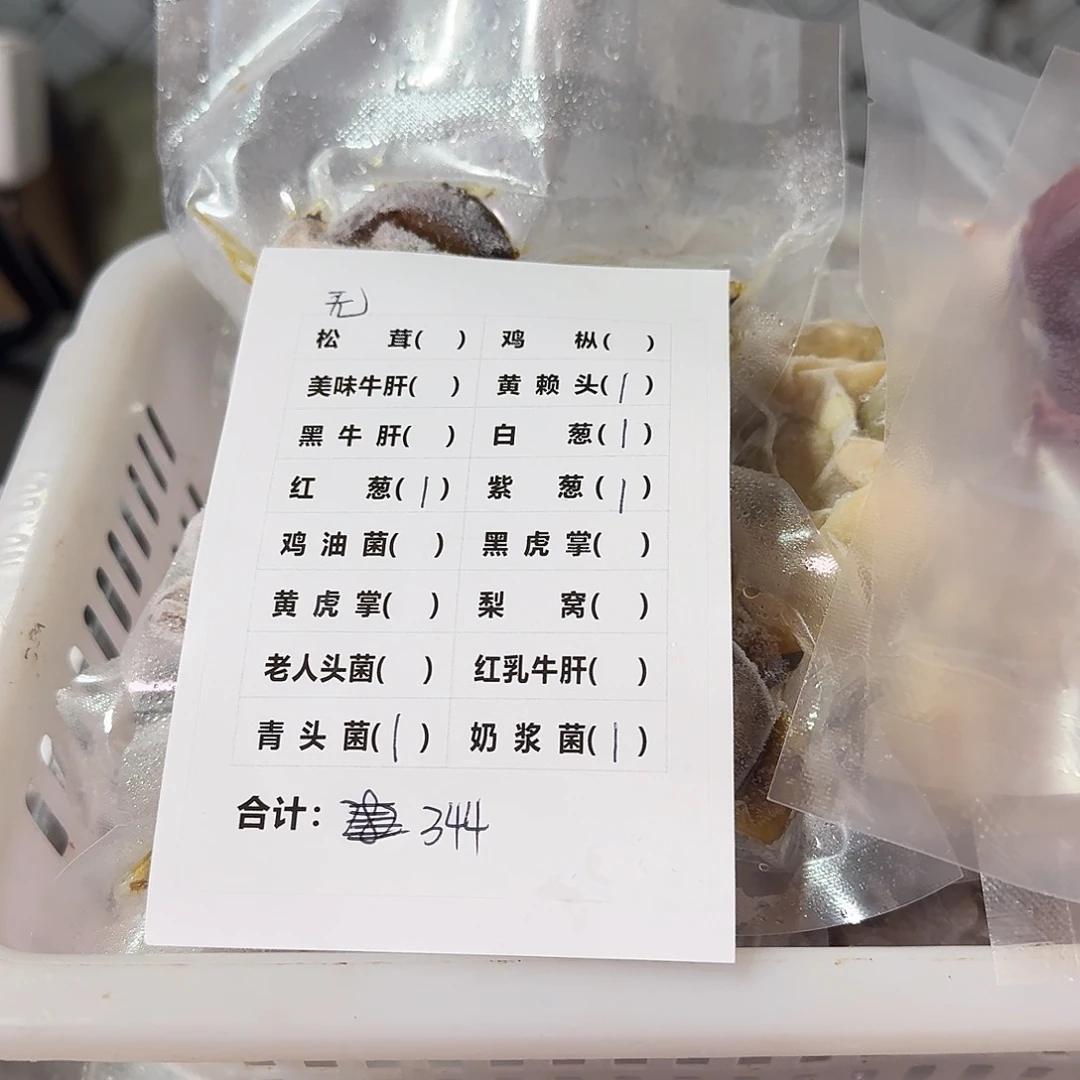 无
松 茸( ) 鸡 枞( )
美味牛肝( ) 黄赖头(|)
黑牛肝( ) 白 葱(|)
红 葱(|) 紫 葱(|)
鸡油菌( ) 黑虎掌( )
黄虎掌( ) 梨 窝( )
老人头菌( ) 红乳牛肝( )
青头菌(|) 奶浆菌(|)
合计: 344